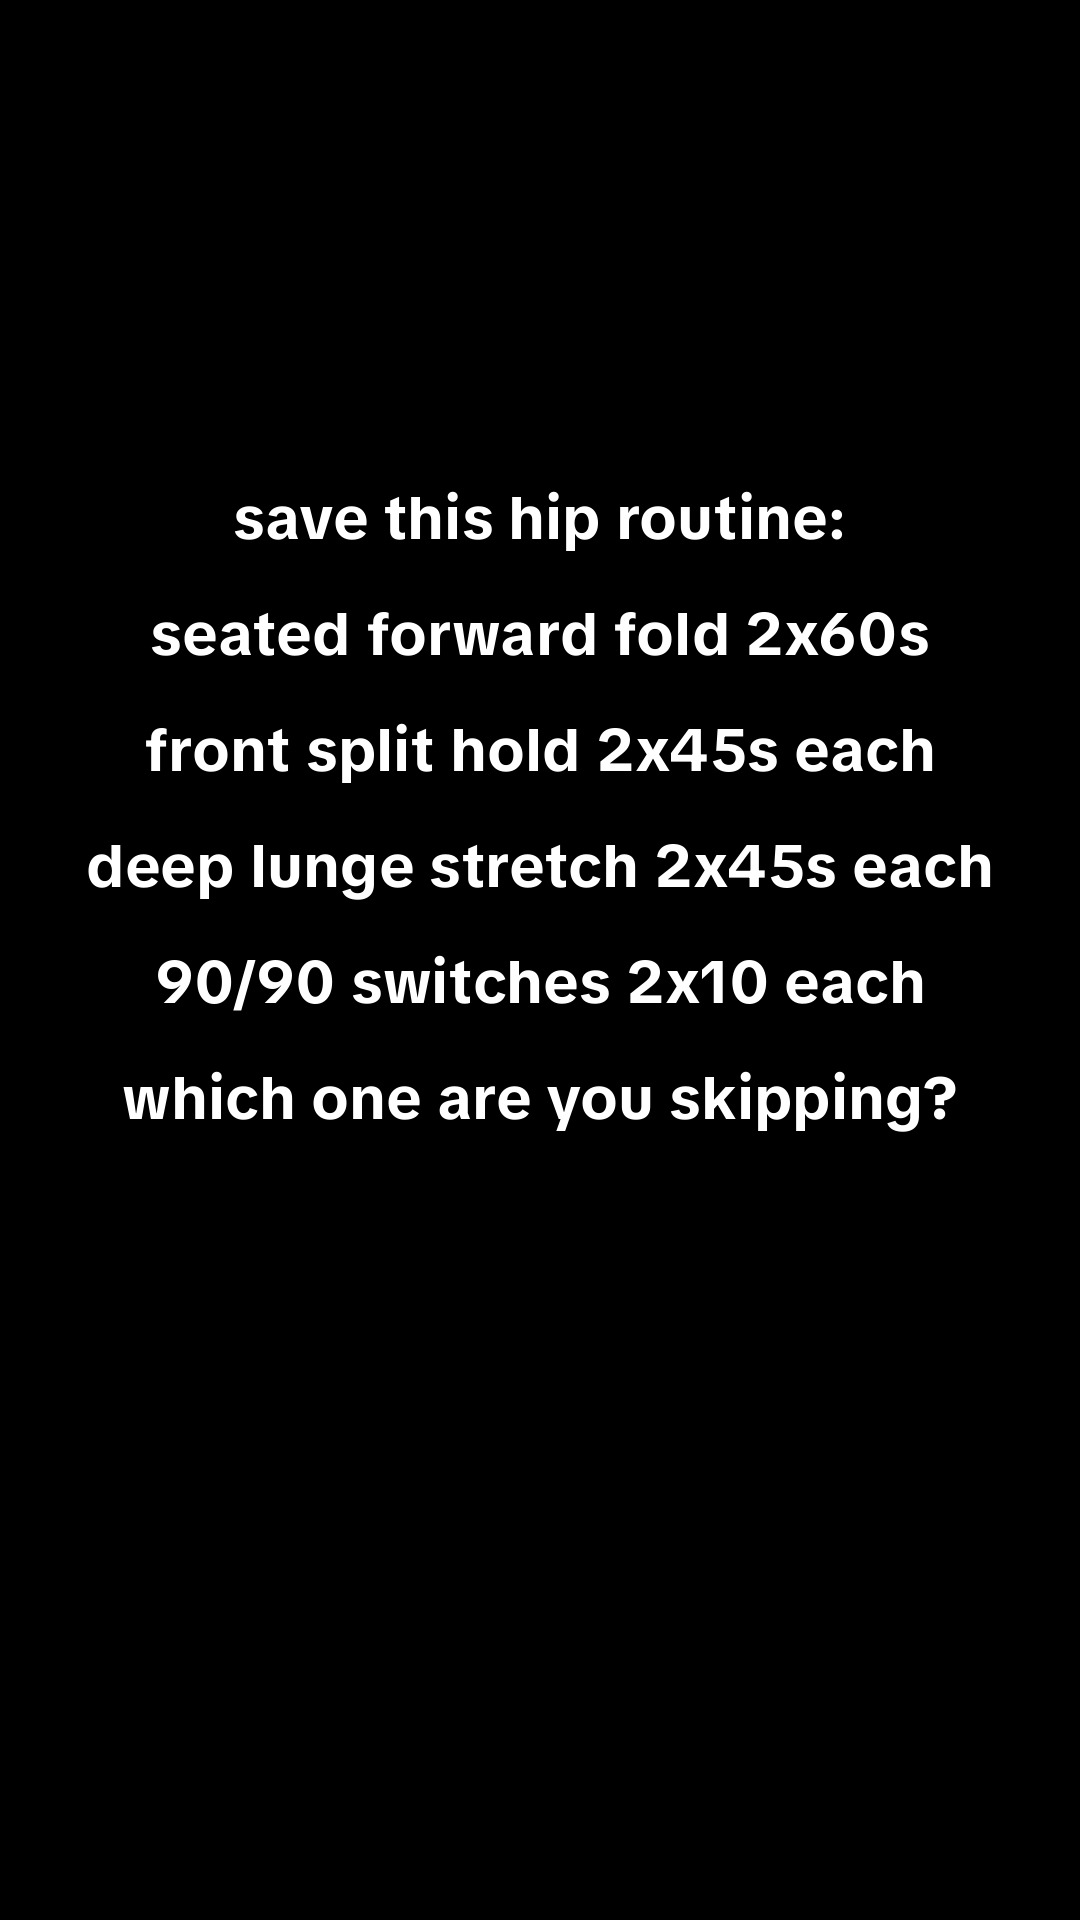 save this hip routine:
seated forward fold 2x60s
front split hold 2x45s each
deep lunge stretch 2x45s each
90/90 switches 2x10 each
which one are you skipping?